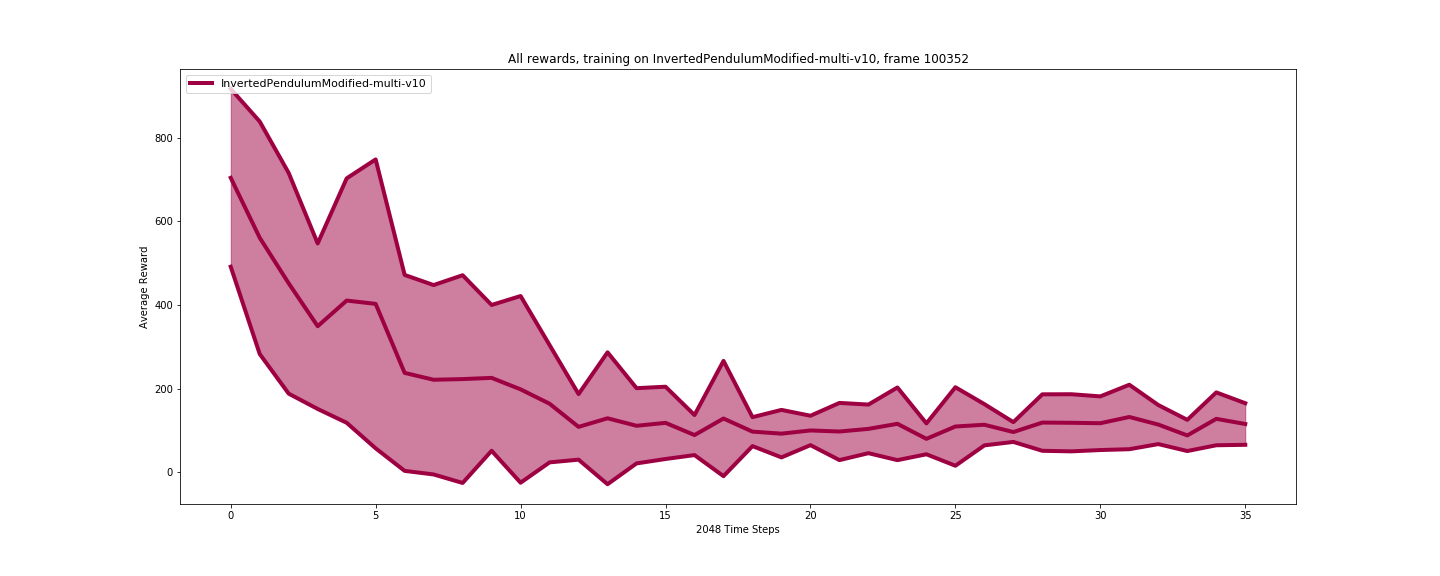 All rewards, training on InvertedPendulumModified-multi-v10, frame 100352
InvertedPendulumModified-multi-v10
Average Reward
800
600
400
200
0
0 5 10 15 20 25 30 35
2048 Time Steps